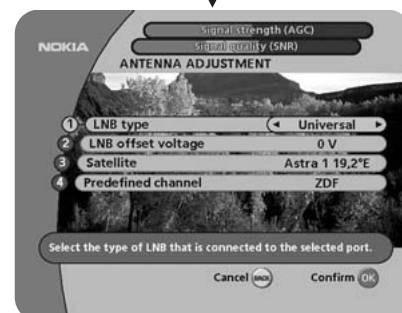 Signal strength (AGC)
NOKIA
Signal quality (SNR)
ANTENNA ADJUSTMENT
1 LNB type Universal
2 LNB offset voltage 0 V
3 Satellite Astra 1 19,2°E
4 Predefined channel ZDF
Select the type of LNB that is connected to the selected port.
Cancel BACK Confirm OK